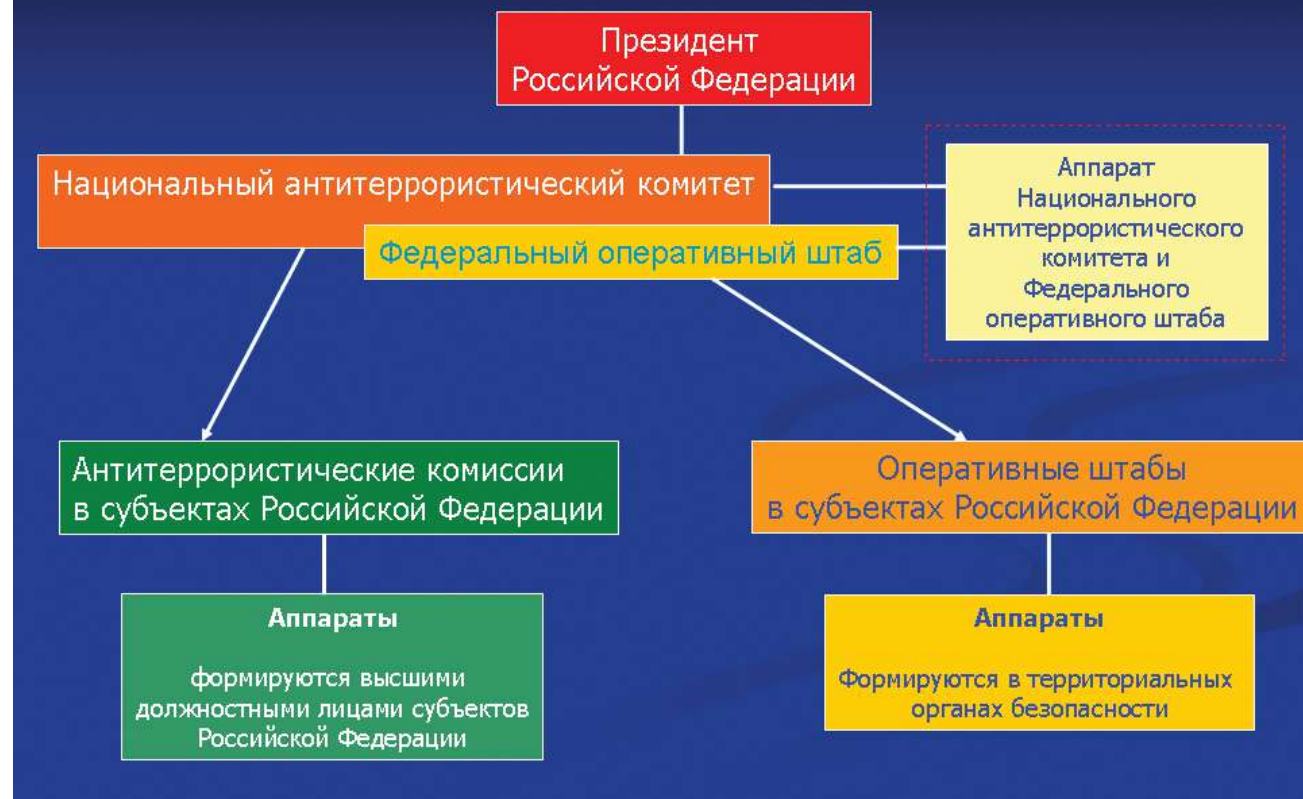 Президент
Российской Федерации
Национальный антитеррористический комитет
Федеральный оперативный штаб
Аппарат
Национального
антитеррористического
комитета и
Федерального
оперативного штаба
Антитеррористические комиссии
в субъектах Российской Федерации
Оперативные штабы
в субъектах Российской Федерации
Аппараты
формируются высшими
должностными лицами субъектов
Российской Федерации
Аппараты
Формируются в территориальных
органах безопасности